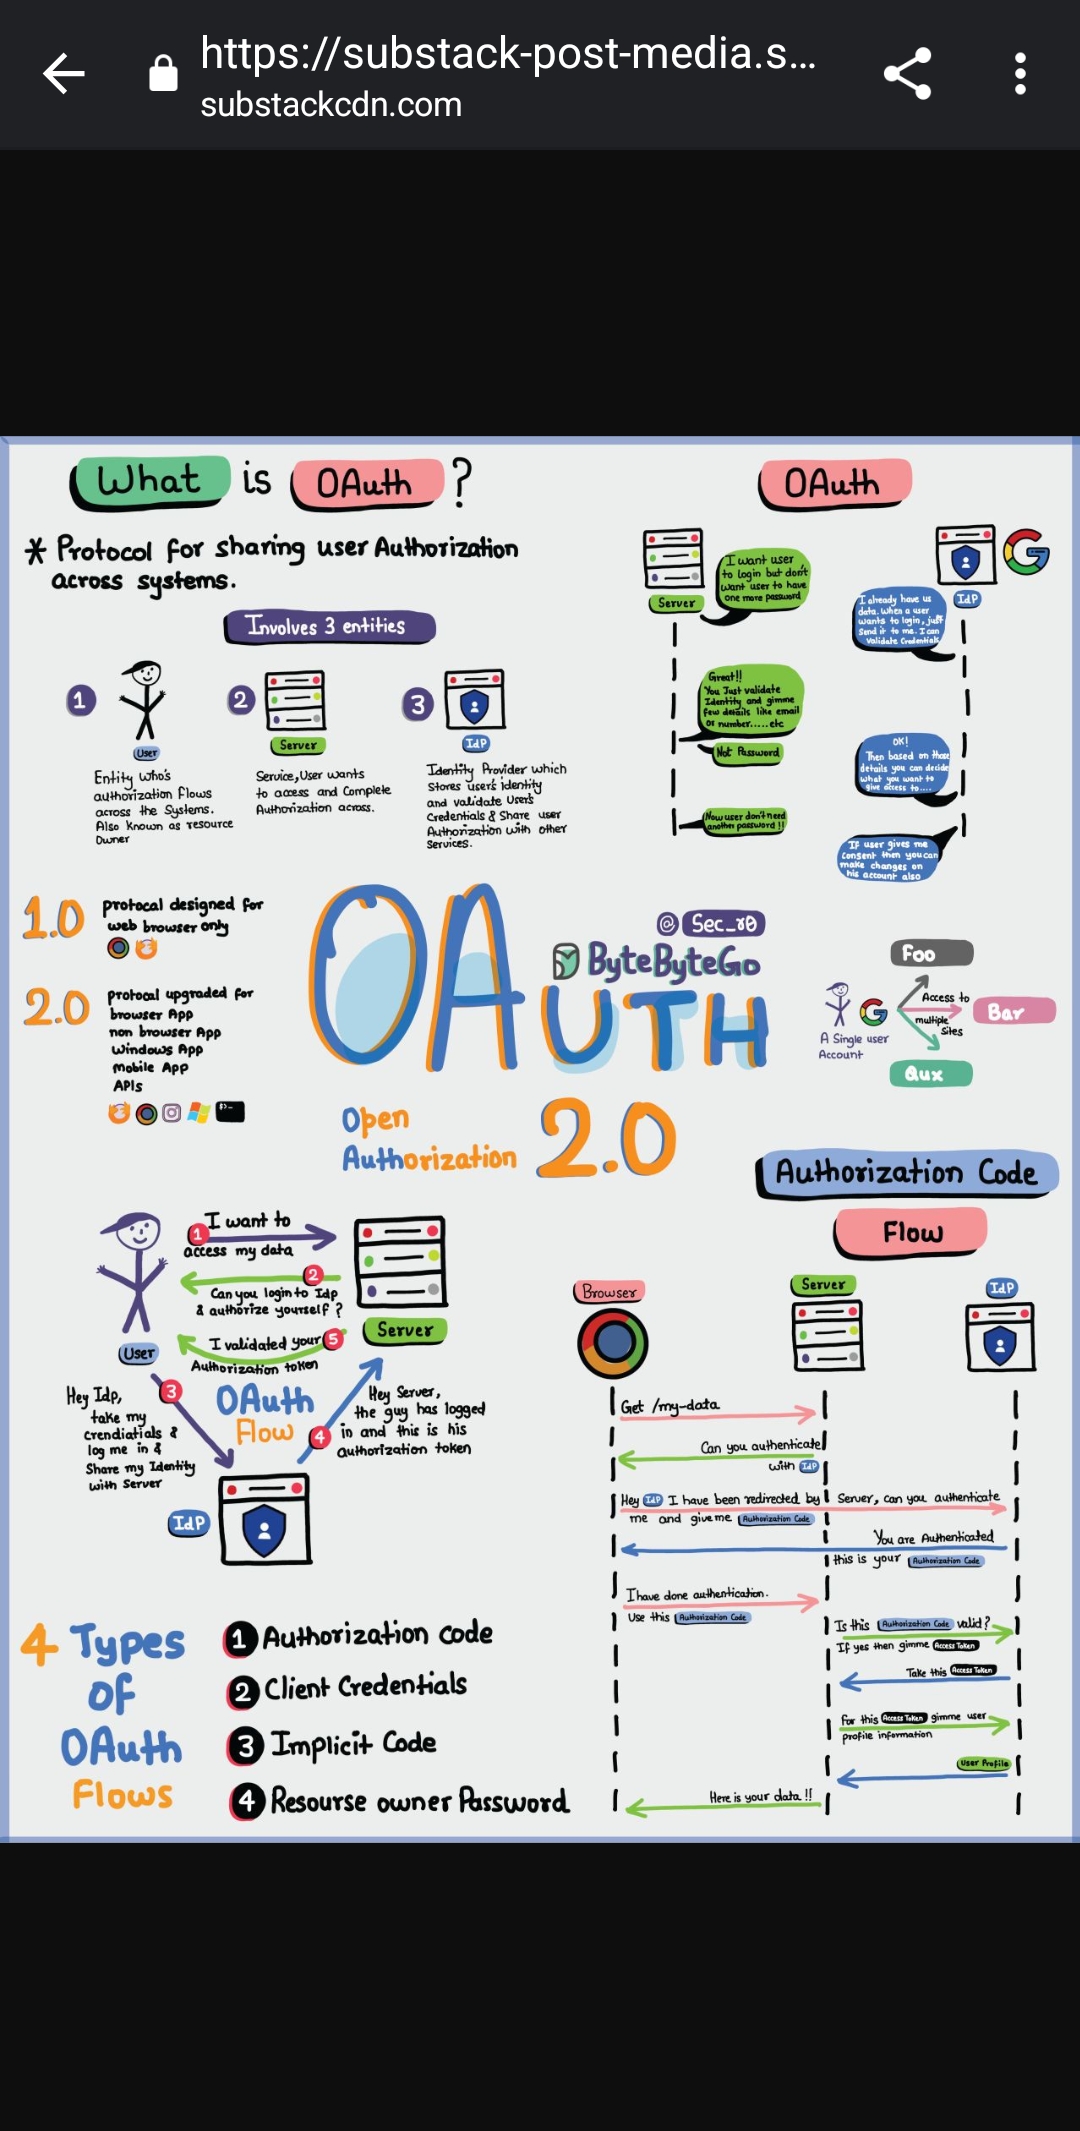 https://substack-post-media.s...
substackcdn.com
What is OAuth ?
* Protocol for sharing user Authorization
across systems.
Involves 3 entities
1
User
Entity Who's
authorization flows
across the Systems.
Also known as resource
Owner
2
Server
Service, User wants
to access and Complete
Authorization across.
3
IdP
Identity Provider which
Stores user's identity
and validate User's
Credentials & Share user
Authorization with other
Services.
OAuth
Server
IdP
I want user
to login but don't
want user to have
one more password
I already have us
data. When a user
wants to login, just
Send it to me. I can
Validate Credentials
Great!!
You Just validate
Identity and gimme
few details like email
or number.....etc
Not Password
OK!
Then based on those
details you can decide
what you want to
give access to....
Now user don't need
another password !!
If user gives me
Consent then you can
make changes on
his account also
1.0 protocal designed for
web browser only
2.0 protocal upgraded for
browser App
non browser App
Windows App
mobile App
APIs
OAUTH
@ Sec_r0
ByteByteGo
Open
Authorization
2.0
A Single user
Account
Access to
multiple
Sites
Foo
Bar
Qux
User
Server
IdP
OAuth
Flow
1 I want to
access my data
2
Can you login to Idp
& authorize yourself ?
I validated your 5
Authorization token
3
Hey Idp,
take my
crendiatials &
log me in &
Share my Identity
with Server
4
Hey Server,
the guy has logged
in and this is his
authorization token
4 Types
of
OAuth
Flows
1 Authorization code
2 Client Credentials
3 Implicit Code
4 Resourse owner Password
Authorization Code
Flow
Browser
Server
IdP
Get /my-data
Can you authenticate
with IdP
Hey IdP I have been redirected by Server, can you authenticate
me and give me Authorization Code
You are Authenticated
this is your Authorization Code
I have done authentication.
Use this Authorization Code
Is this Authorization Code valid?
If yes then gimme Access Token
Take this Access Token
For this Access Token gimme user
profile information
User Profile
Here is your data !!